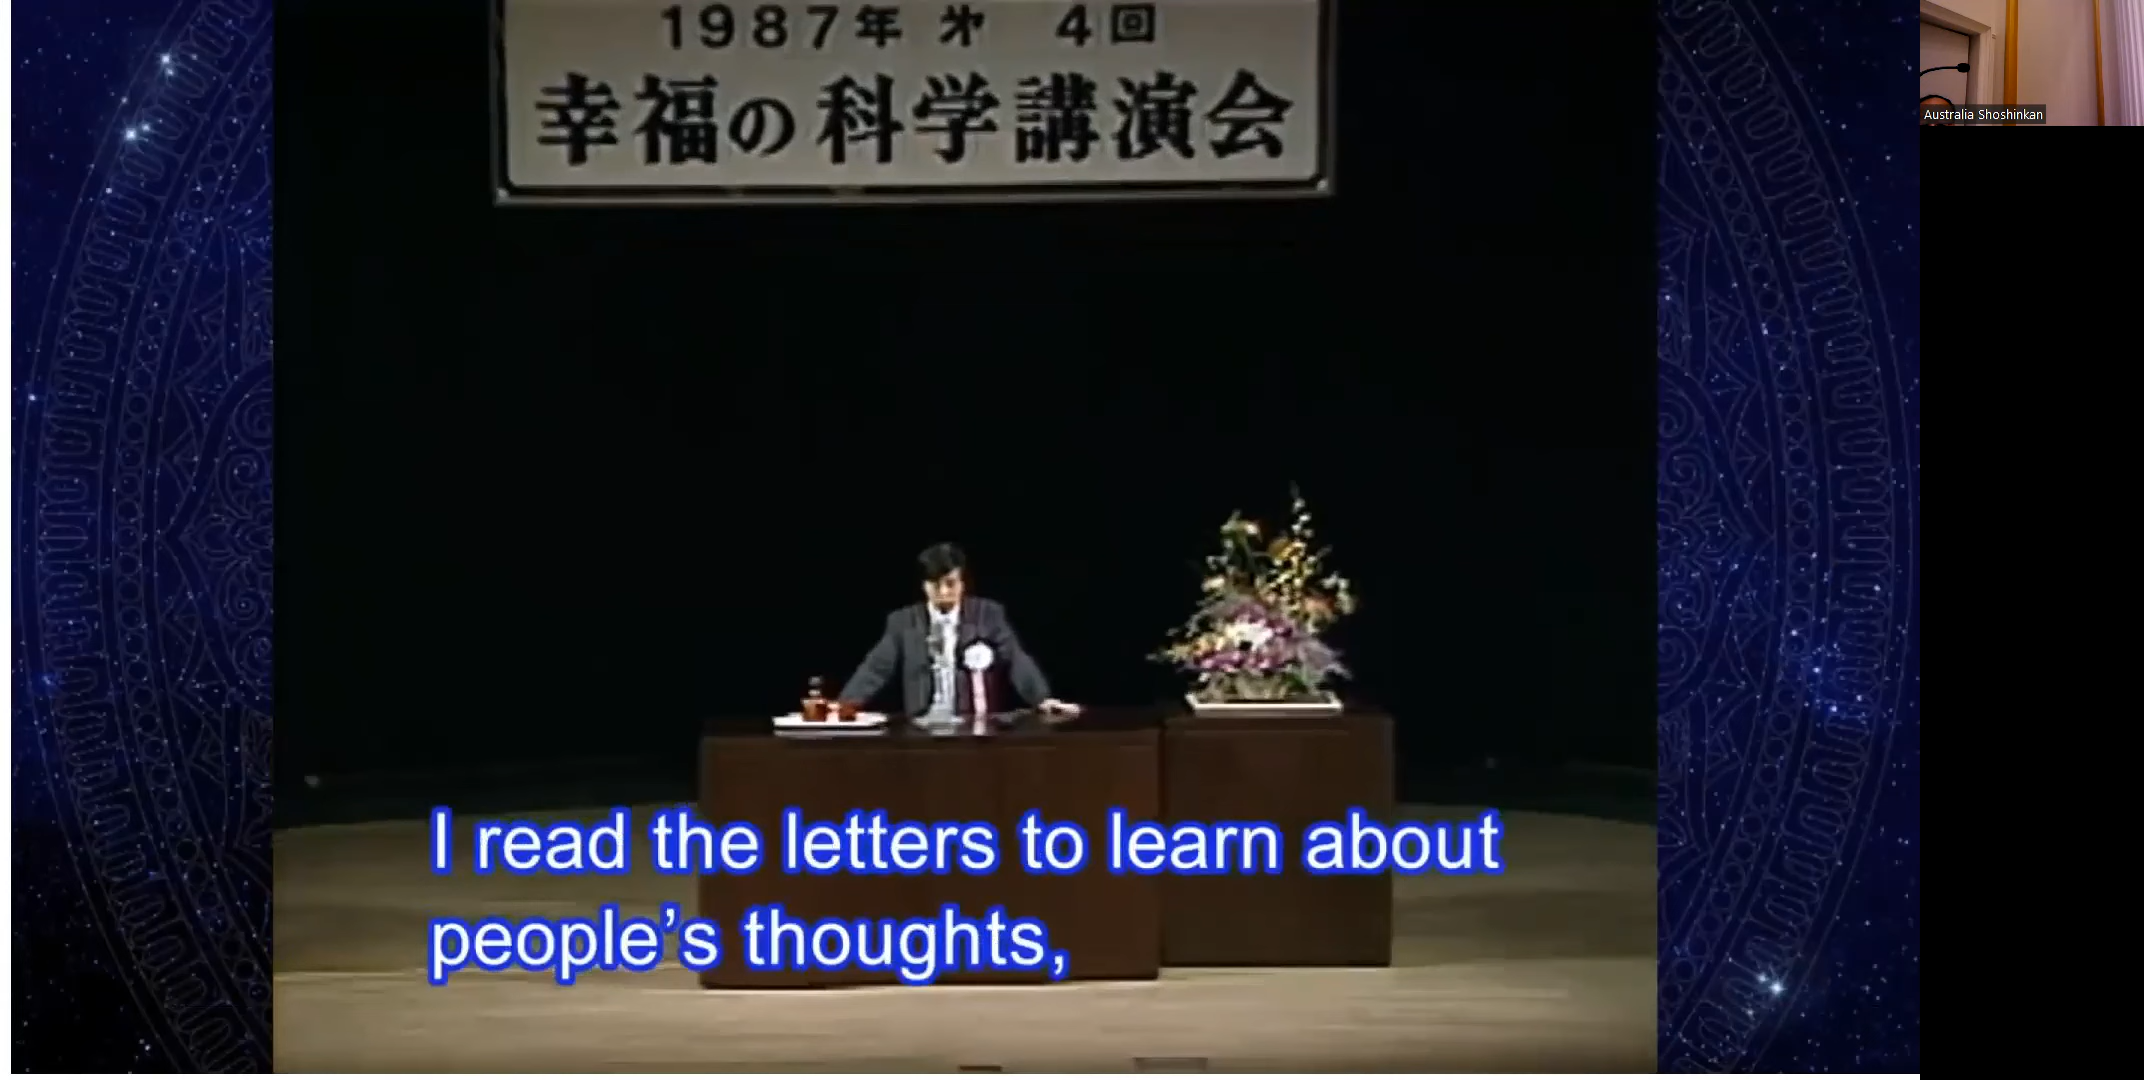 1987年 㐧 4回
幸福の科学講演会
Australia Shoshinkan
I read the letters to learn about
people's thoughts,